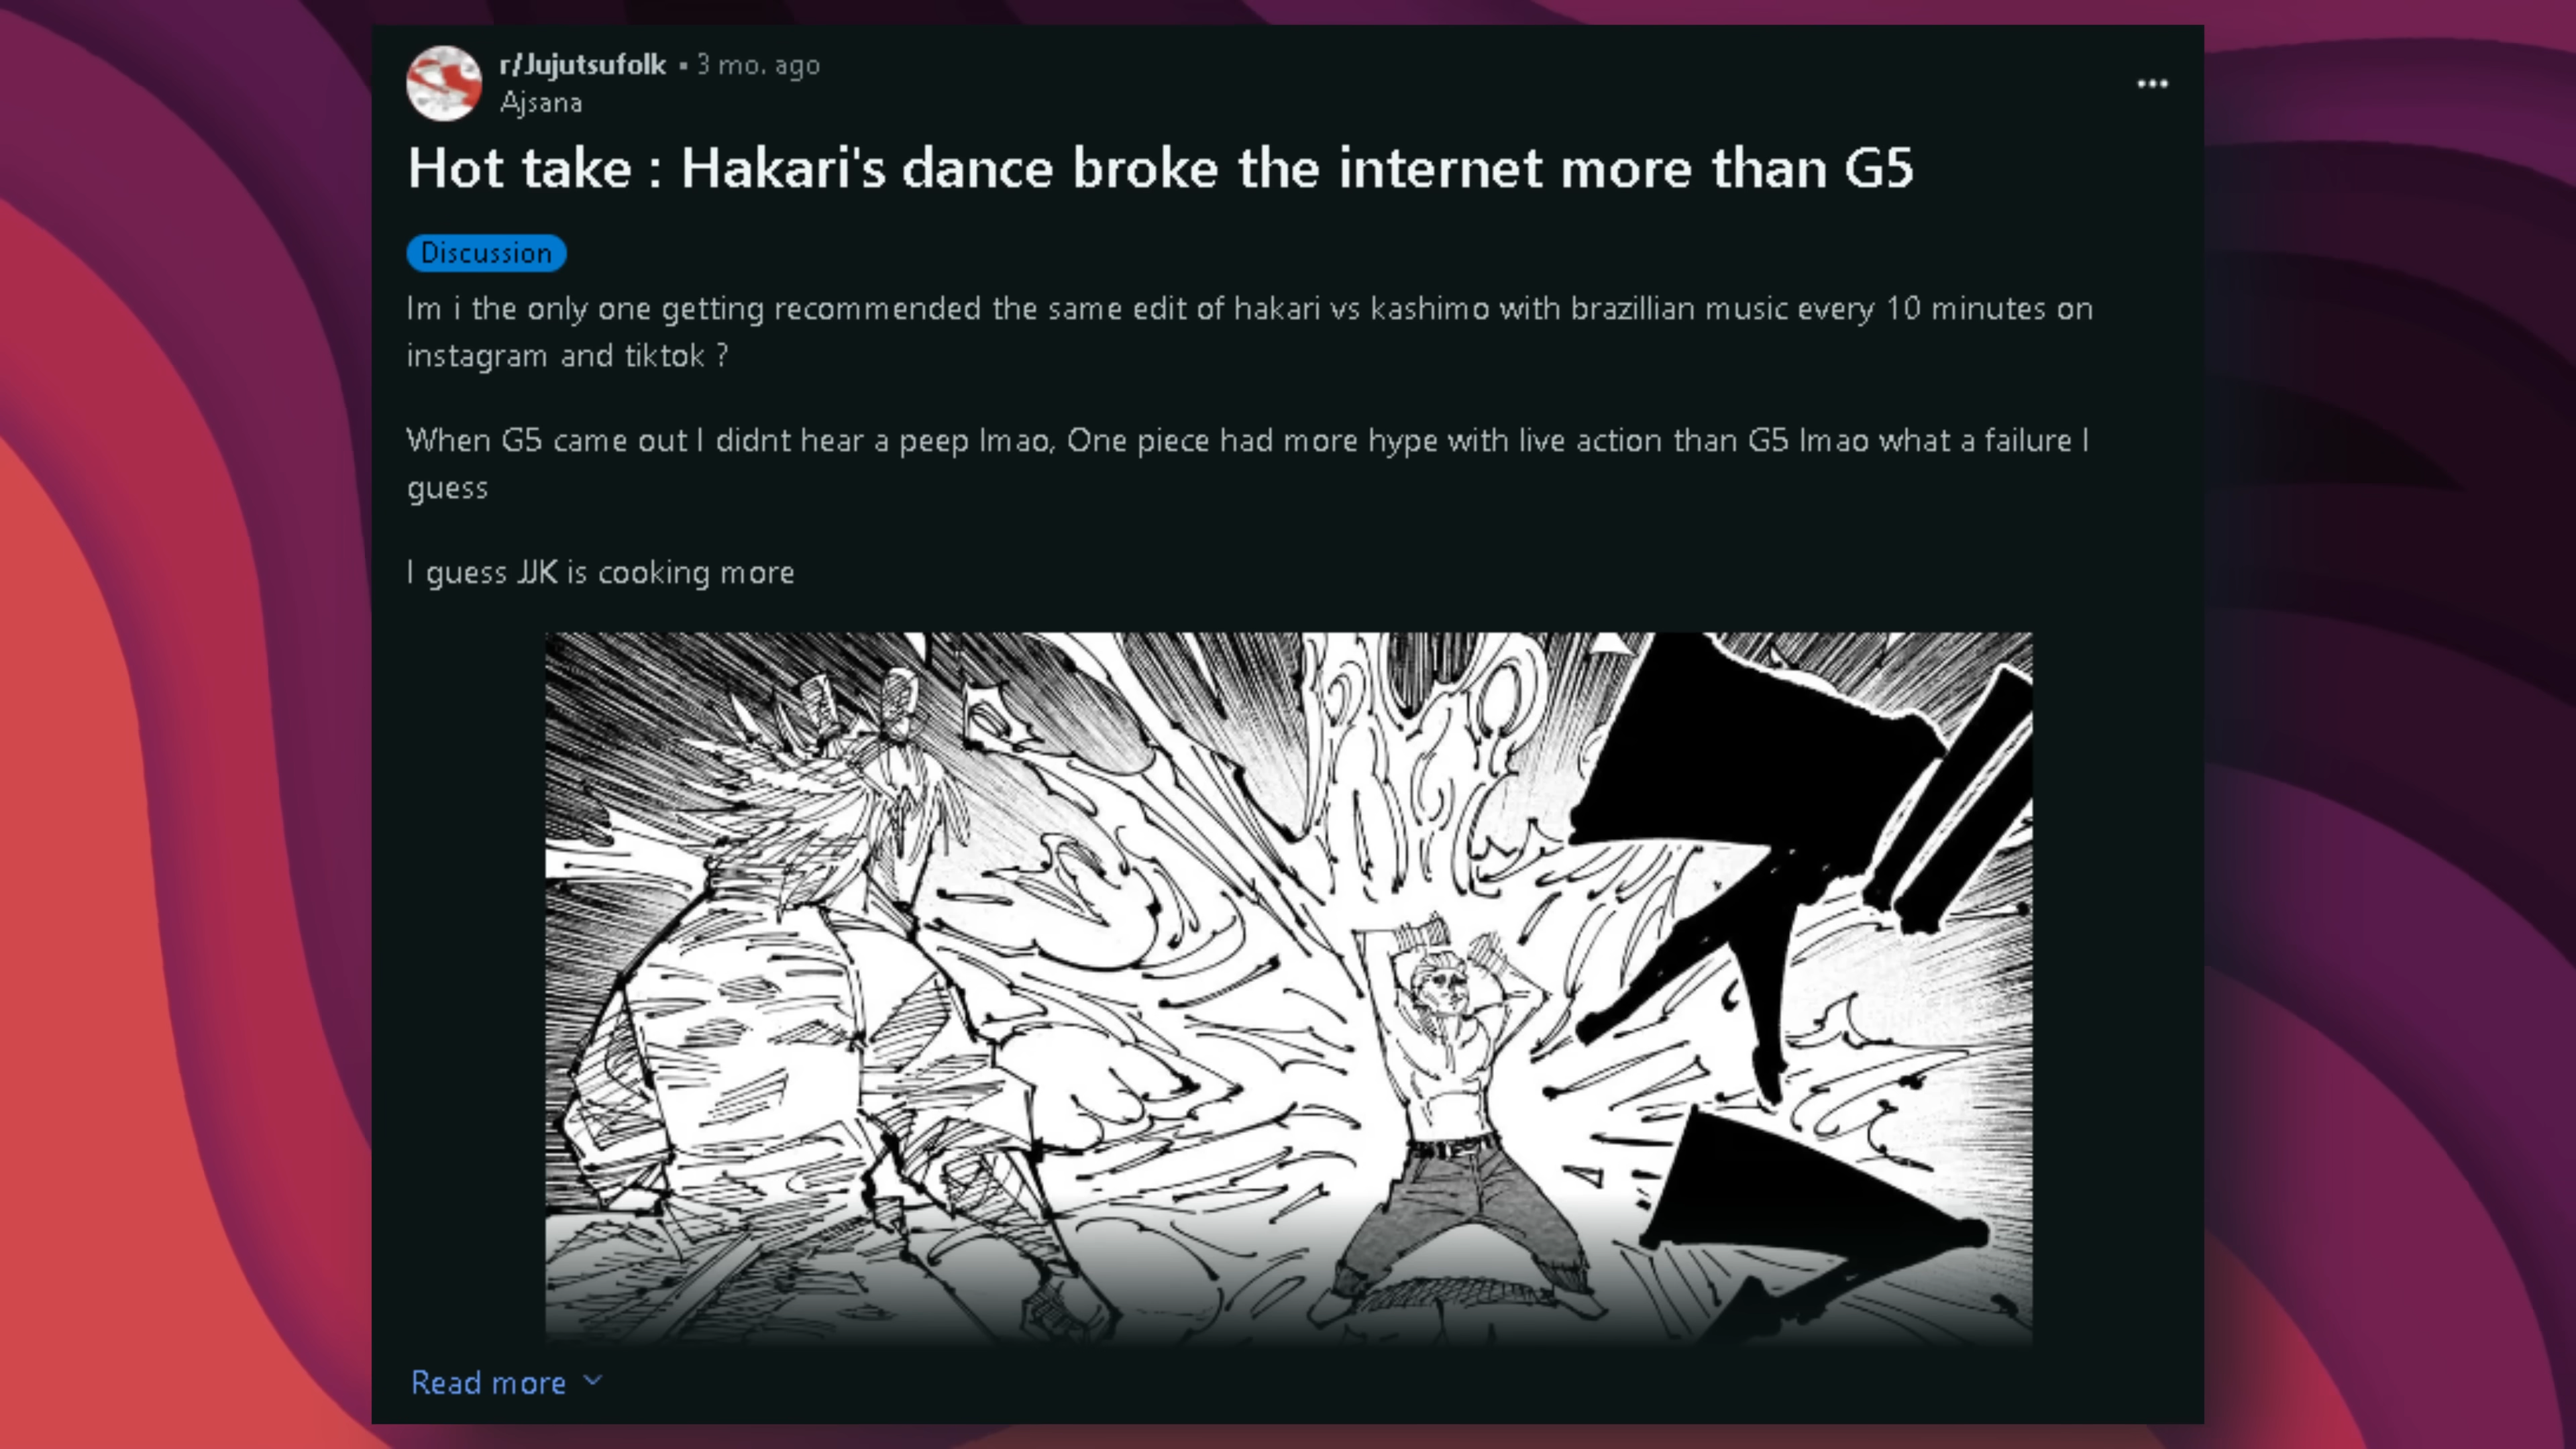 r/Jujutsufolk • 3 mo. ago
Ajsana
Hot take : Hakari's dance broke the internet more than G5
Discussion
Im i the only one getting recommended the same edit of hakari vs kashimo with brazillian music every 10 minutes on
instagram and tiktok ?
When G5 came out I didnt hear a peep lmao, One piece had more hype with live action than G5 lmao what a failure I
guess
I guess JJK is cooking more
Read more